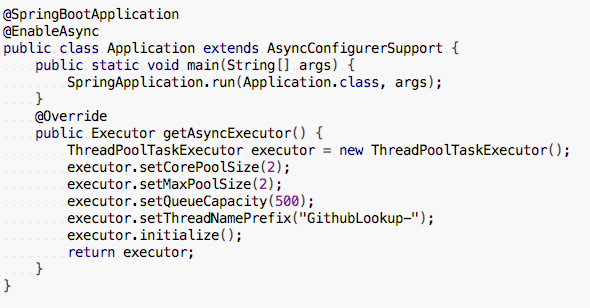 @SpringBootApplication
@EnableAsync
public class Application extends AsyncConfigurerSupport {
    public static void main(String[] args) {
        SpringApplication.run(Application.class, args);
    }
    @Override
    public Executor getAsyncExecutor() {
        ThreadPoolTaskExecutor executor = new ThreadPoolTaskExecutor();
        executor.setCorePoolSize(2);
        executor.setMaxPoolSize(2);
        executor.setQueueCapacity(500);
        executor.setThreadNamePrefix("GithubLookup-");
        executor.initialize();
        return executor;
    }
}